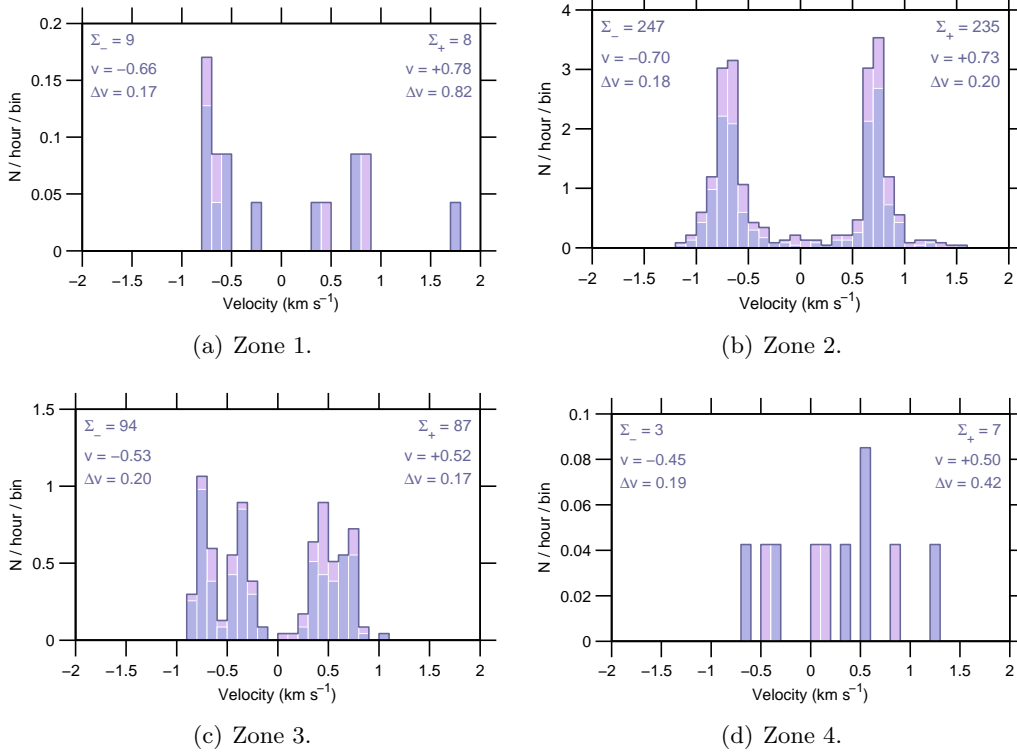 0.2
0.15
0.1
0.05
0
N / hour / bin
Σ− = 9
v = −0.66
Δv = 0.17
Σ+ = 8
v = +0.78
Δv = 0.82
−2 −1.5 −1 −0.5 0 0.5 1 1.5 2
Velocity (km s−1)
(a) Zone 1.
4
3
2
1
0
N / hour / bin
Σ− = 247
v = −0.70
Δv = 0.18
Σ+ = 235
v = +0.73
Δv = 0.20
−2 −1.5 −1 −0.5 0 0.5 1 1.5 2
Velocity (km s−1)
(b) Zone 2.
1.5
1
0.5
0
N / hour / bin
Σ− = 94
v = −0.53
Δv = 0.20
Σ+ = 87
v = +0.52
Δv = 0.17
−2 −1.5 −1 −0.5 0 0.5 1 1.5 2
Velocity (km s−1)
(c) Zone 3.
0.1
0.08
0.06
0.04
0.02
0
N / hour / bin
Σ− = 3
v = −0.45
Δv = 0.19
Σ+ = 7
v = +0.50
Δv = 0.42
−2 −1.5 −1 −0.5 0 0.5 1 1.5 2
Velocity (km s−1)
(d) Zone 4.